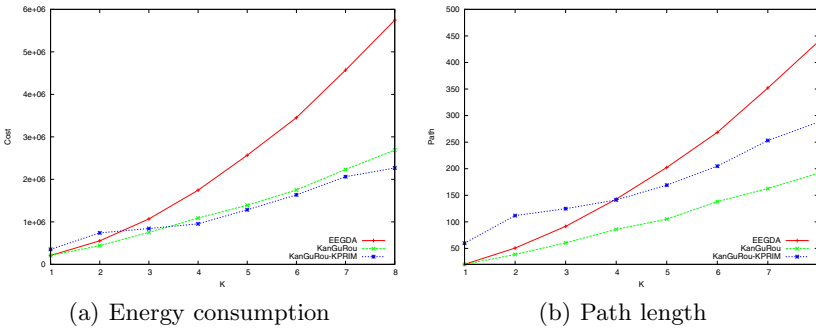 6e+06
5e+06
4e+06
3e+06
2e+06
1e+06
0
Cost
1 2 3 4 5 6 7 8
K
EEGDA
KanGuRou
KanGuRou-KPRIM
(a) Energy consumption
500
450
400
350
300
250
200
150
100
50
Path
1 2 3 4 5 6 7
K
EEGDA
KanGuRou
KanGuRou-KPRIM
(b) Path length